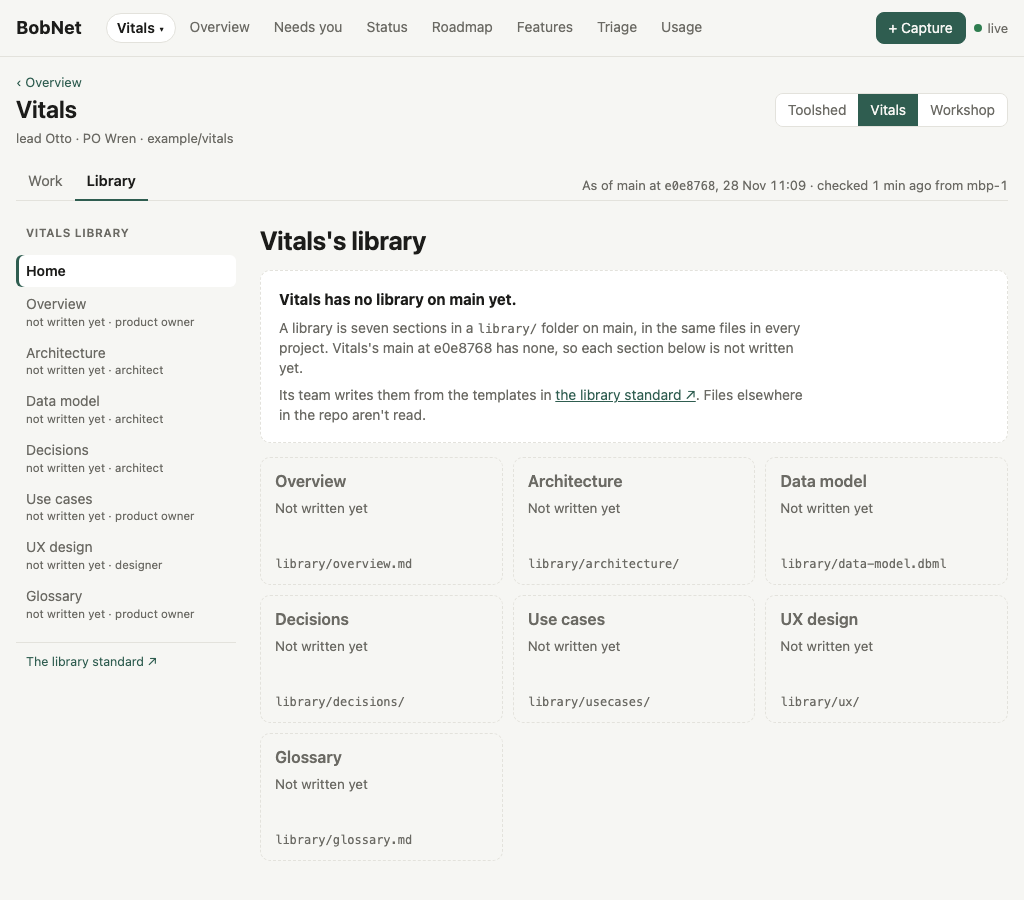 BobNet
Vitals ▾
Overview
Needs you
Status
Roadmap
Features
Triage
Usage
+ Capture
live
‹ Overview
Vitals
lead Otto · PO Wren · example/vitals
Toolshed
Vitals
Workshop
Work
Library
As of main at e0e8768, 28 Nov 11:09 · checked 1 min ago from mbp-1
VITALS LIBRARY
Home
Overview
not written yet · product owner
Architecture
not written yet · architect
Data model
not written yet · architect
Decisions
not written yet · architect
Use cases
not written yet · product owner
UX design
not written yet · designer
Glossary
not written yet · product owner
The library standard ↗
Vitals's library
Vitals has no library on main yet.
A library is seven sections in a library/ folder on main, in the same files in every
project. Vitals's main at e0e8768 has none, so each section below is not written
yet.
Its team writes them from the templates in the library standard ↗. Files elsewhere
in the repo aren't read.
Overview
Not written yet
library/overview.md
Architecture
Not written yet
library/architecture/
Data model
Not written yet
library/data-model.dbml
Decisions
Not written yet
library/decisions/
Use cases
Not written yet
library/usecases/
UX design
Not written yet
library/ux/
Glossary
Not written yet
library/glossary.md